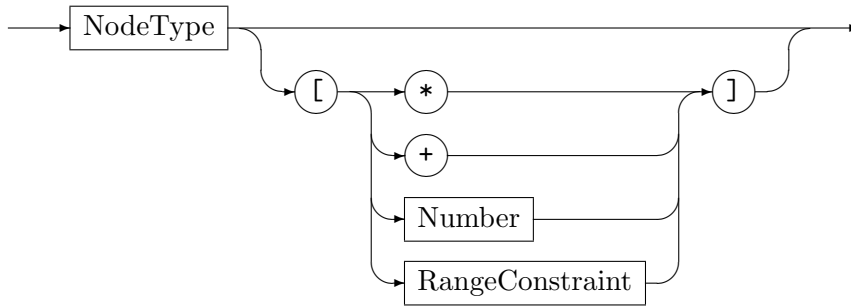 NodeType
[ * ]
+
Number
RangeConstraint